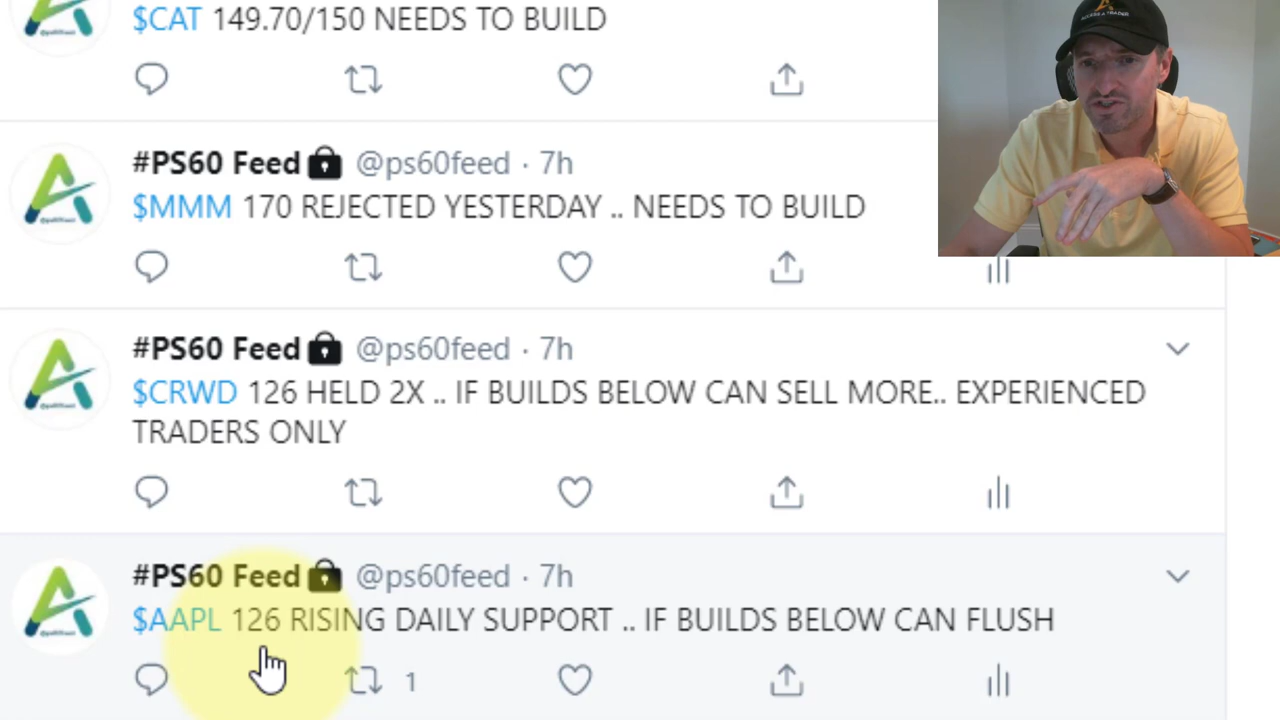 $CAT 149.70/150 NEEDS TO BUILD
#PS60 Feed @ps60feed · 7h
$MMM 170 REJECTED YESTERDAY .. NEEDS TO BUILD
#PS60 Feed @ps60feed · 7h
$CRWD 126 HELD 2X .. IF BUILDS BELOW CAN SELL MORE.. EXPERIENCED
TRADERS ONLY
#PS60 Feed @ps60feed · 7h
$AAPL 126 RISING DAILY SUPPORT .. IF BUILDS BELOW CAN FLUSH
1